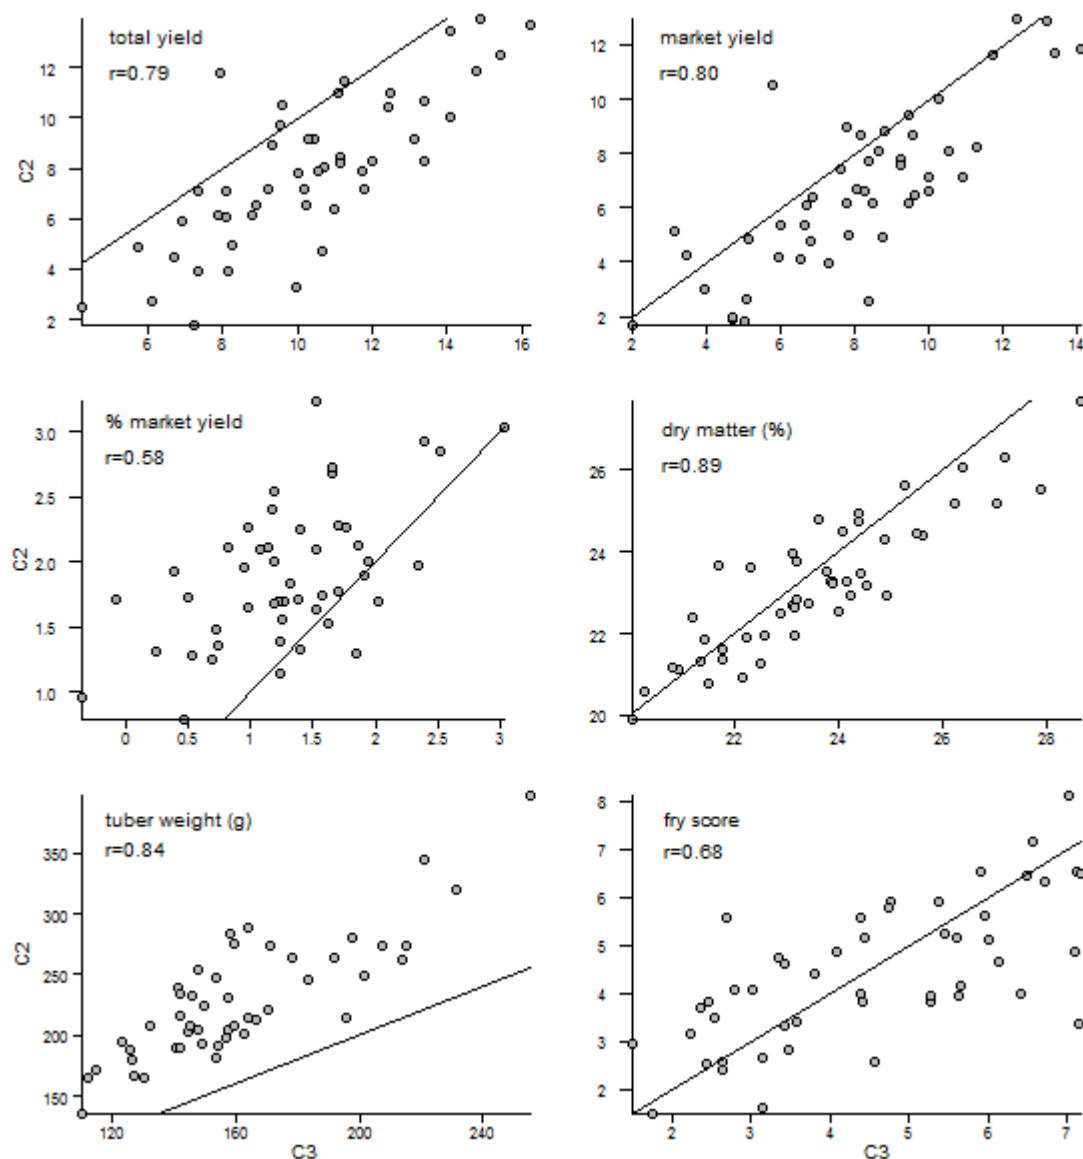 total yield
r=0.79
C2
12
10
8
6
4
2
6 8 10 12 14 16
market yield
r=0.80
12
10
8
6
4
2
2 4 6 8 10 12 14
% market yield
r=0.58
C2
3.0
2.5
2.0
1.5
1.0
0 0.5 1 1.5 2 2.5 3
dry matter (%)
r=0.89
26
24
22
20
22 24 26 28
tuber weight (g)
r=0.84
C2
350
300
250
200
150
120 160 200 240
C3
fry score
r=0.68
8
7
6
5
4
3
2
2 3 4 5 6 7
C3